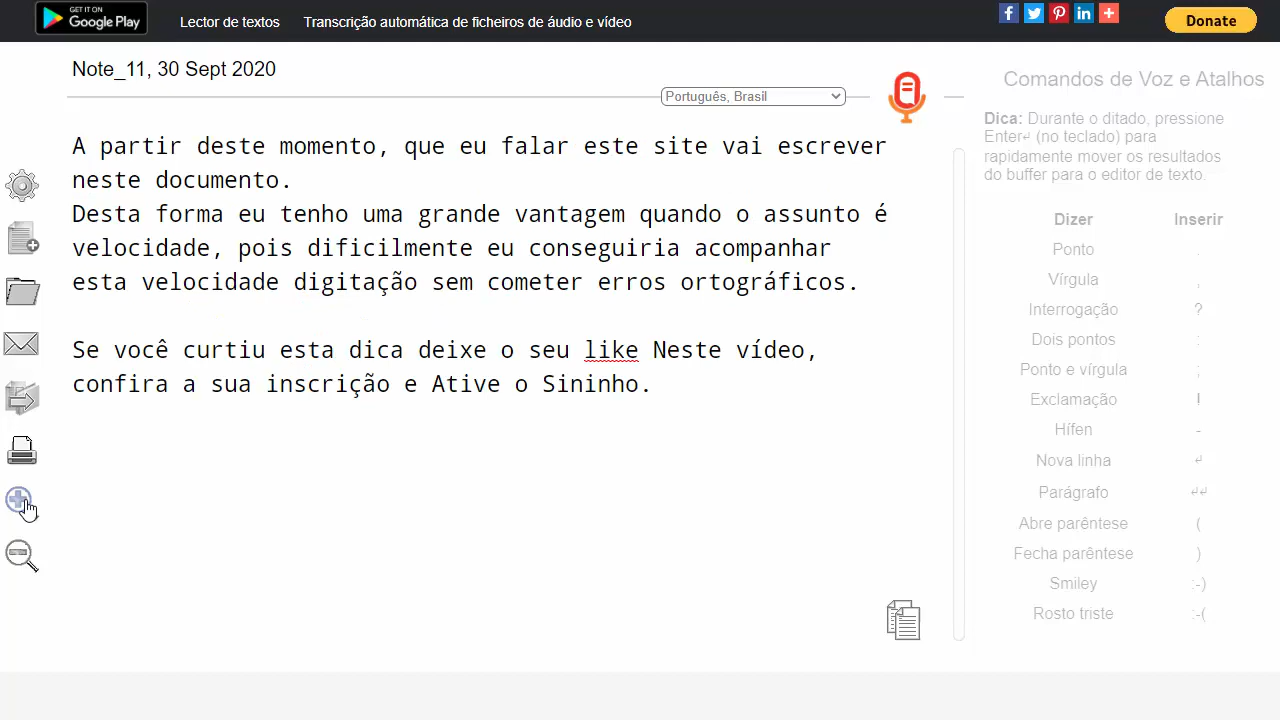 GET IT ON
Google Play
Lector de textos
Transcrição automática de ficheiros de áudio e vídeo
Donate
Note_11, 30 Sept 2020
Português, Brasil
A partir deste momento, que eu falar este site vai escrever
neste documento.
Desta forma eu tenho uma grande vantagem quando o assunto é
velocidade, pois dificilmente eu conseguiria acompanhar
esta velocidade digitação sem cometer erros ortográficos.
Se você curtiu esta dica deixe o seu like Neste vídeo,
confira a sua inscrição e Ative o Sininho.
Comandos de Voz e Atalhos
Dica: Durante o ditado, pressione
Enter↵ (no teclado) para
rapidamente mover os resultados
do buffer para o editor de texto.
Dizer Inserir
Ponto .
Vírgula ,
Interrogação ?
Dois pontos :
Ponto e vírgula ;
Exclamação !
Hífen -
Nova linha ↵
Parágrafo ↵↵
Abre parêntese (
Fecha parêntese )
Smiley :-)
Rosto triste :-(